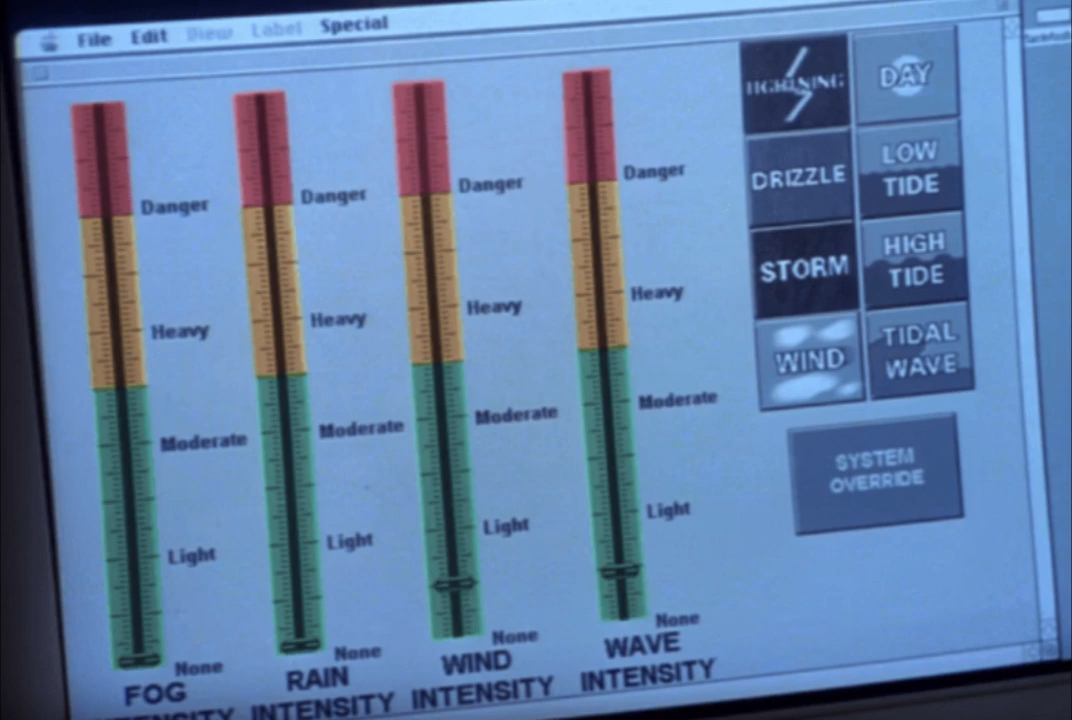 File Edit View Label Special
Danger
Heavy
Moderate
Light
None
FOG
INTENSITY
Danger
Heavy
Moderate
Light
None
RAIN
INTENSITY
Danger
Heavy
Moderate
Light
None
WIND
INTENSITY
Danger
Heavy
Moderate
Light
None
WAVE
INTENSITY
LIGHTNING
DAY
DRIZZLE
LOW
TIDE
STORM
HIGH
TIDE
WIND
TIDAL
WAVE
SYSTEM
OVERRIDE